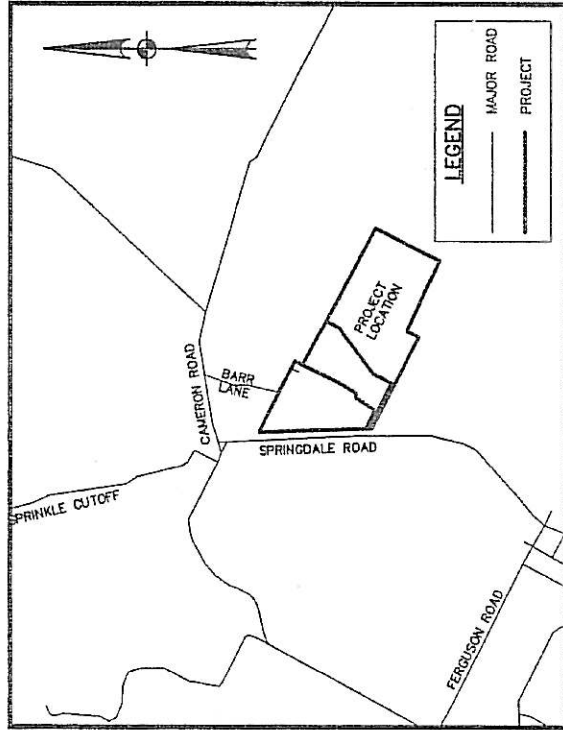 SPRINKLE CUTOFF
CAMERON ROAD
BARR
LANE
SPRINGDALE ROAD
PROJECT
LOCATION
FERGUSON ROAD
LEGEND
MAJOR ROAD
PROJECT